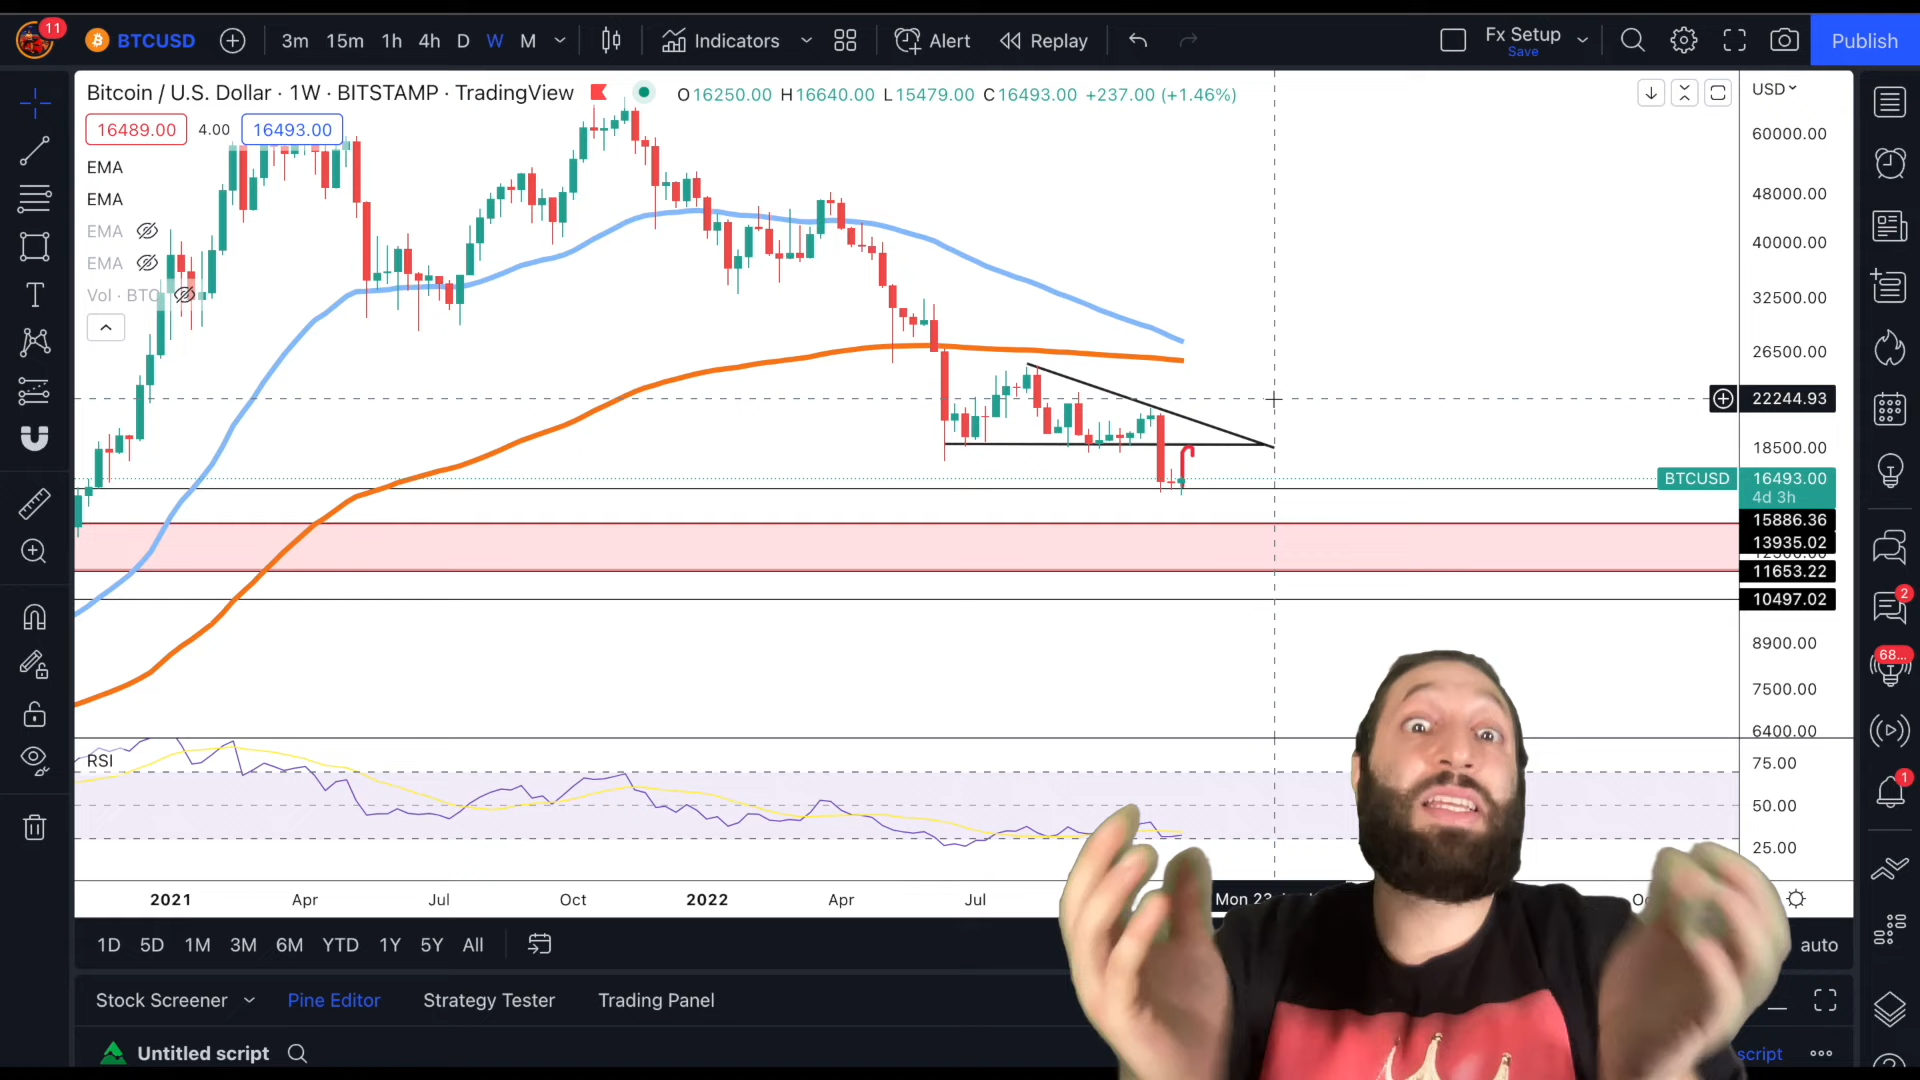 11
BTCUSD
3m 15m 1h 4h D W M
Indicators
Alert
Replay
Fx Setup
Save
Publish
Bitcoin / U.S. Dollar · 1W · BITSTAMP · TradingView
O16250.00 H16640.00 L15479.00 C16493.00 +237.00 (+1.46%)
USD
16489.00 4.00 16493.00
EMA
EMA
EMA
EMA
Vol · BTC
60000.00
48000.00
40000.00
32500.00
26500.00
22244.93
18500.00
BTCUSD 16493.00
4d 3h
15886.36
13935.02
11653.22
10497.02
8900.00
7500.00
6400.00
2
68...
1
RSI
75.00
50.00
25.00
2021 Apr Jul Oct 2022 Apr Jul Mon 23
1D 5D 1M 3M 6M YTD 1Y 5Y All
auto
Stock Screener Pine Editor Strategy Tester Trading Panel
Untitled script
script